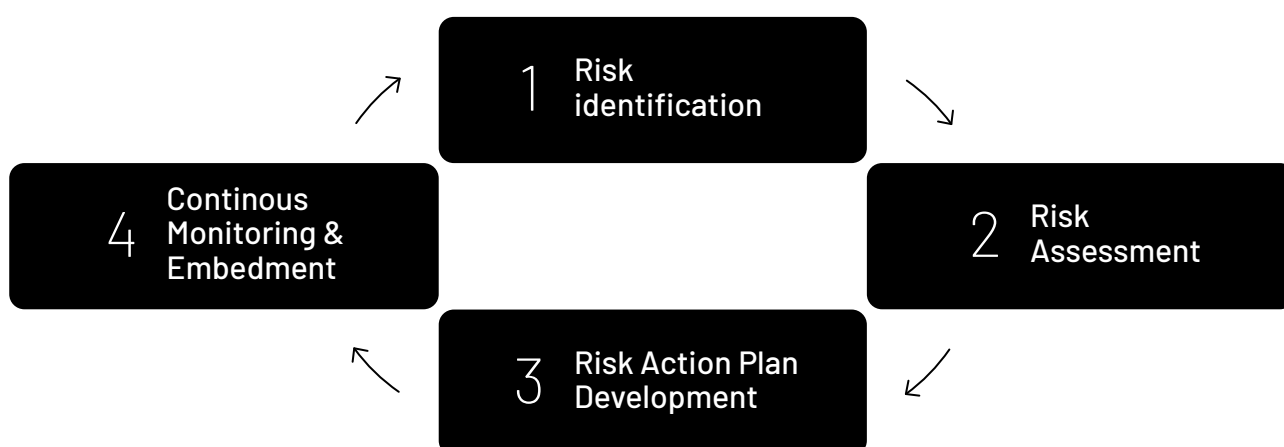 1
Risk
identification
2
Risk
Assessment
3
Risk Action Plan
Development
4
Continous
Monitoring &
Embedment